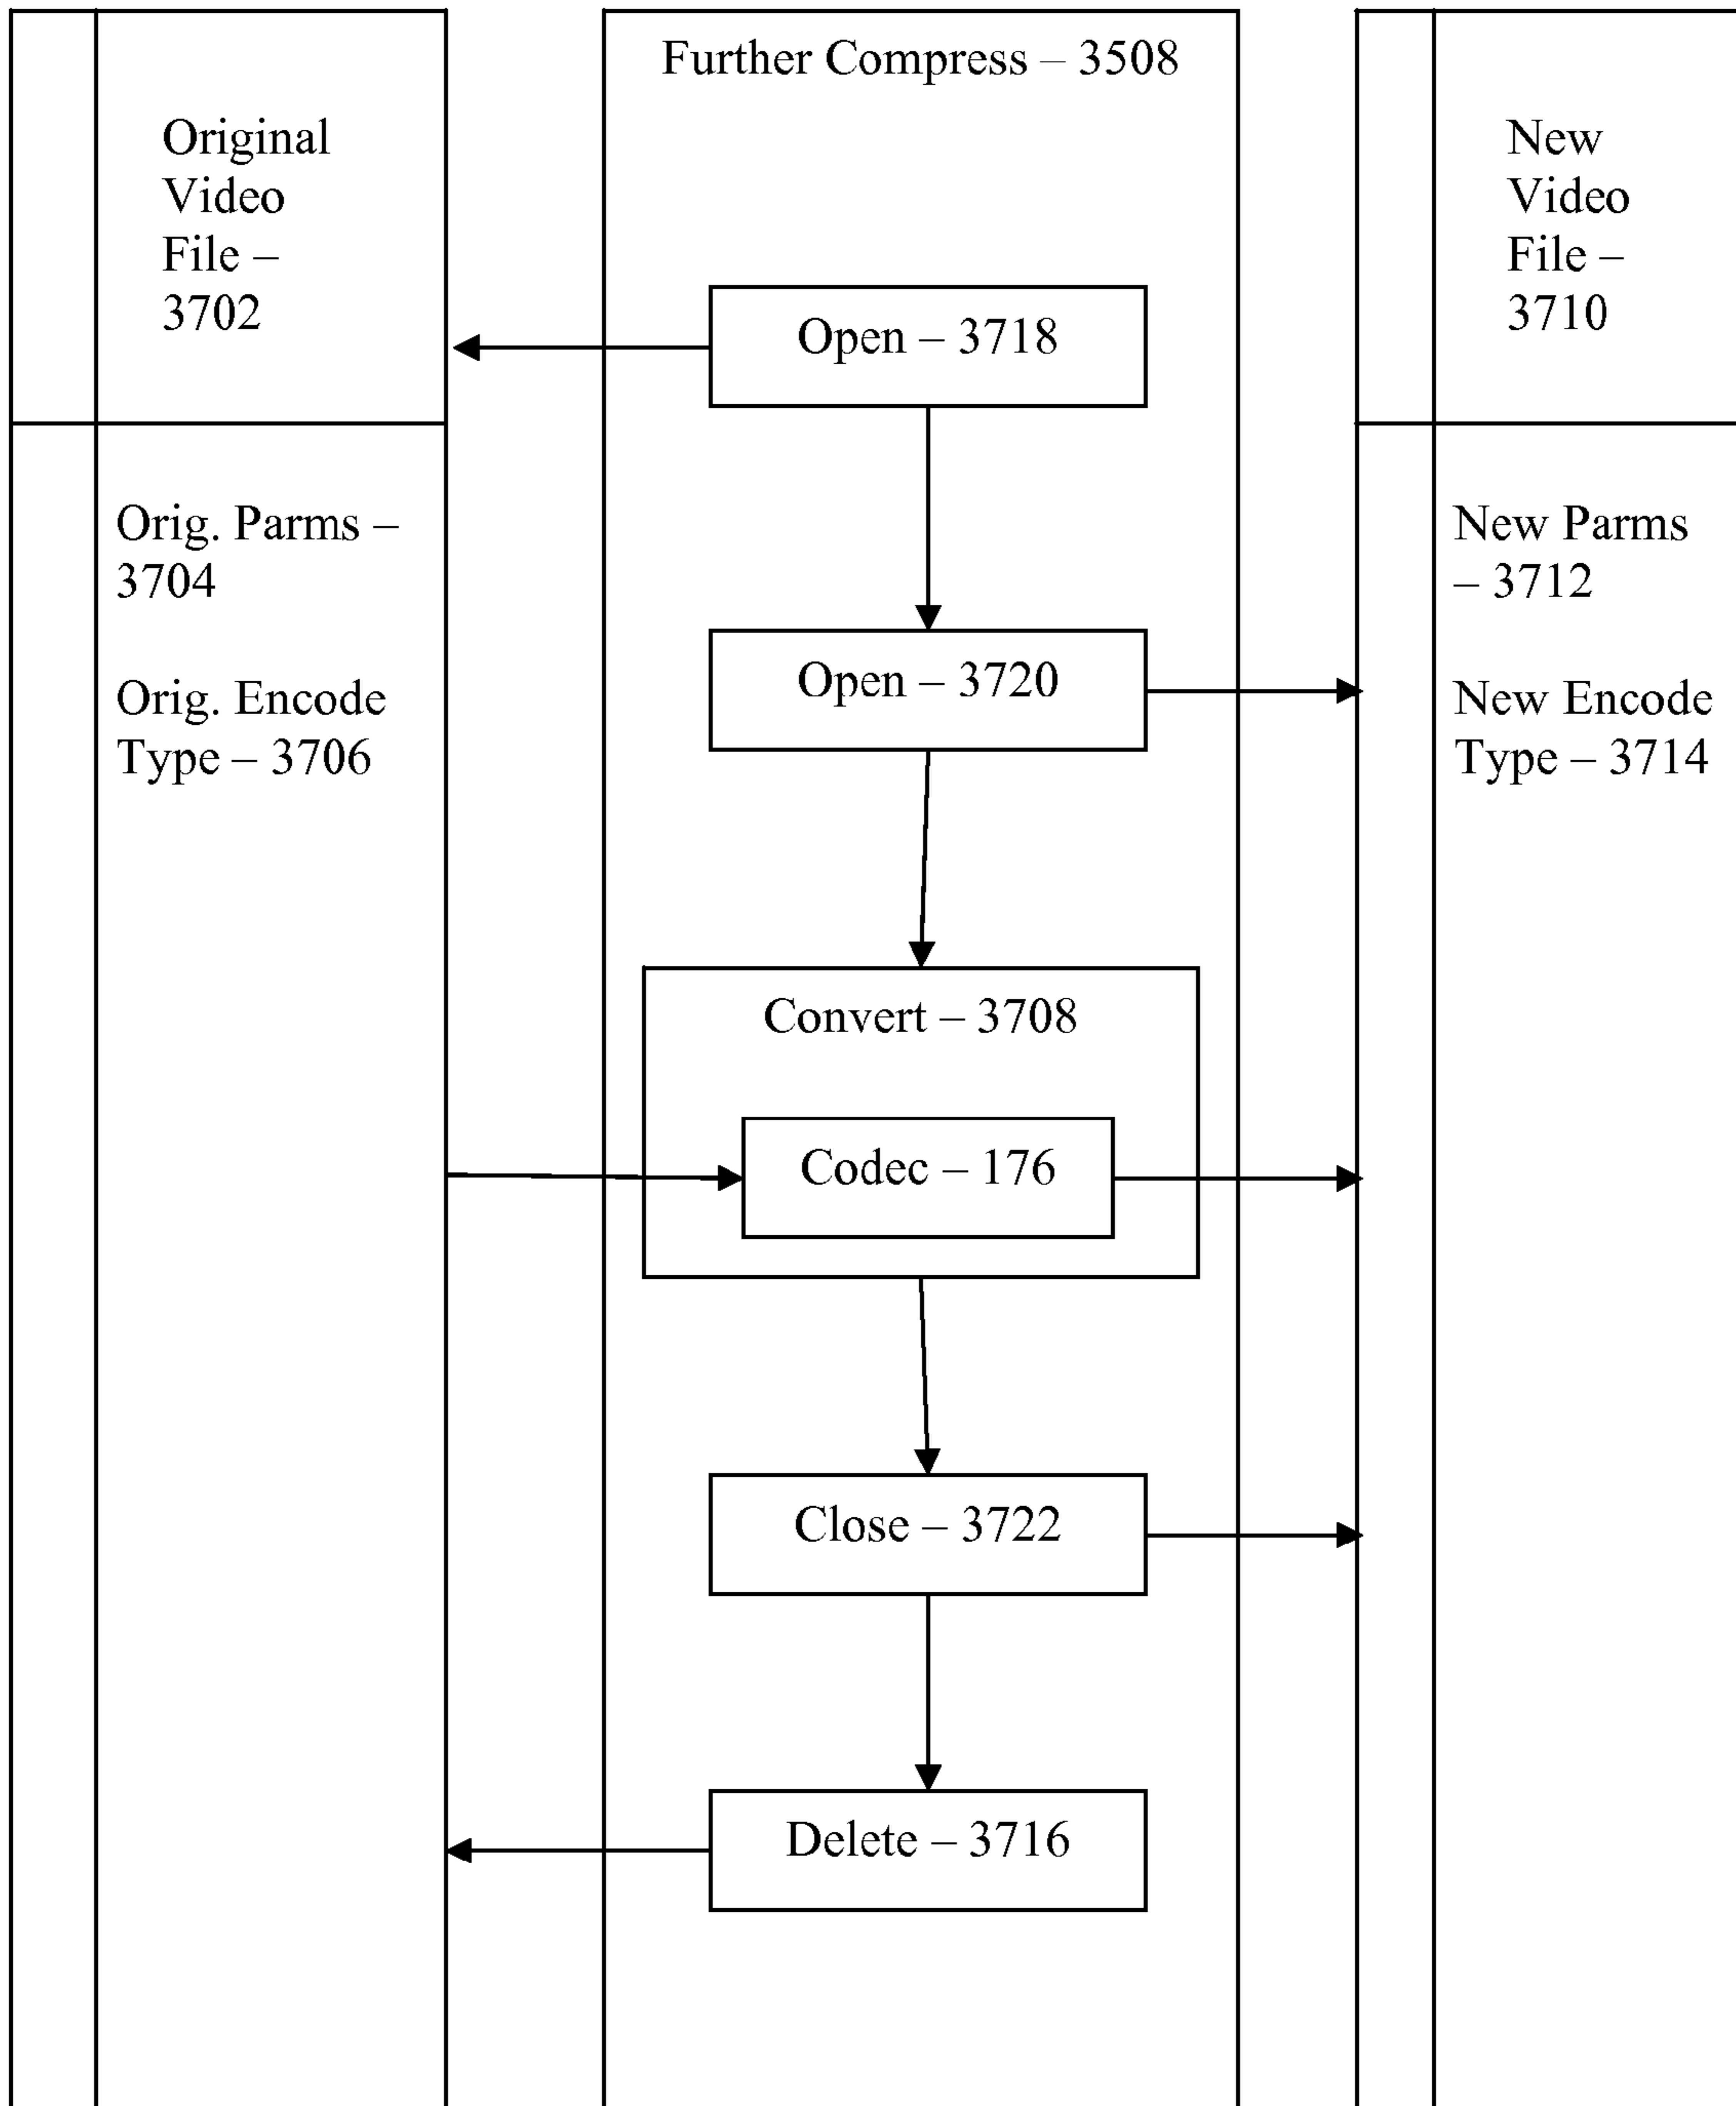 Further Compress – 3508
Original
Video
File –
3702
New
Video
File –
3710
Open – 3718
Orig. Parms –
3704
New Parms
– 3712
Orig. Encode
Type – 3706
Open – 3720
New Encode
Type – 3714
Convert – 3708
Codec – 176
Close – 3722
Delete – 3716